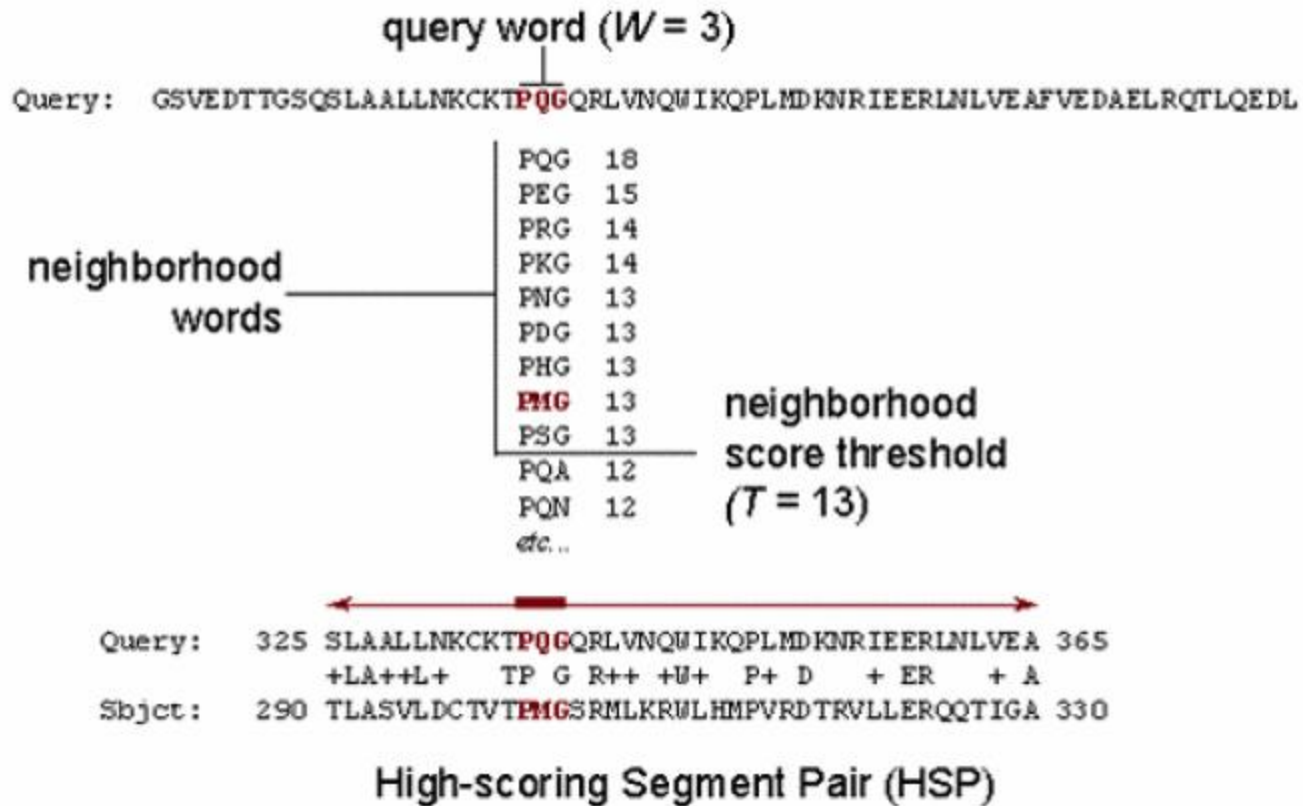 query word (W = 3)
Query: GSVEDTTGSQSLAALLNKCKTPQGQRLVNQWIKQPLMDKNRIEERLNLVEAFVEDAELRQTLQEDL
PQG 18
PEG 15
PRG 14
PKG 14
PNG 13
PDG 13
PHG 13
PMG 13
PSG 13
PQA 12
PQN 12
etc...
neighborhood
words
neighborhood
score threshold
(T = 13)
Query: 325 SLAALLNKCKTPQGQRLVNQWIKQPLMDKNRIEERLNLVEA 365
+LA++L+ TP G R++ +W+ P+ D + ER + A
Sbjct: 290 TLASVLDCTVTPMGSRMLKRWLHMPVRDTRVLLERQQTIGA 330
High-scoring Segment Pair (HSP)